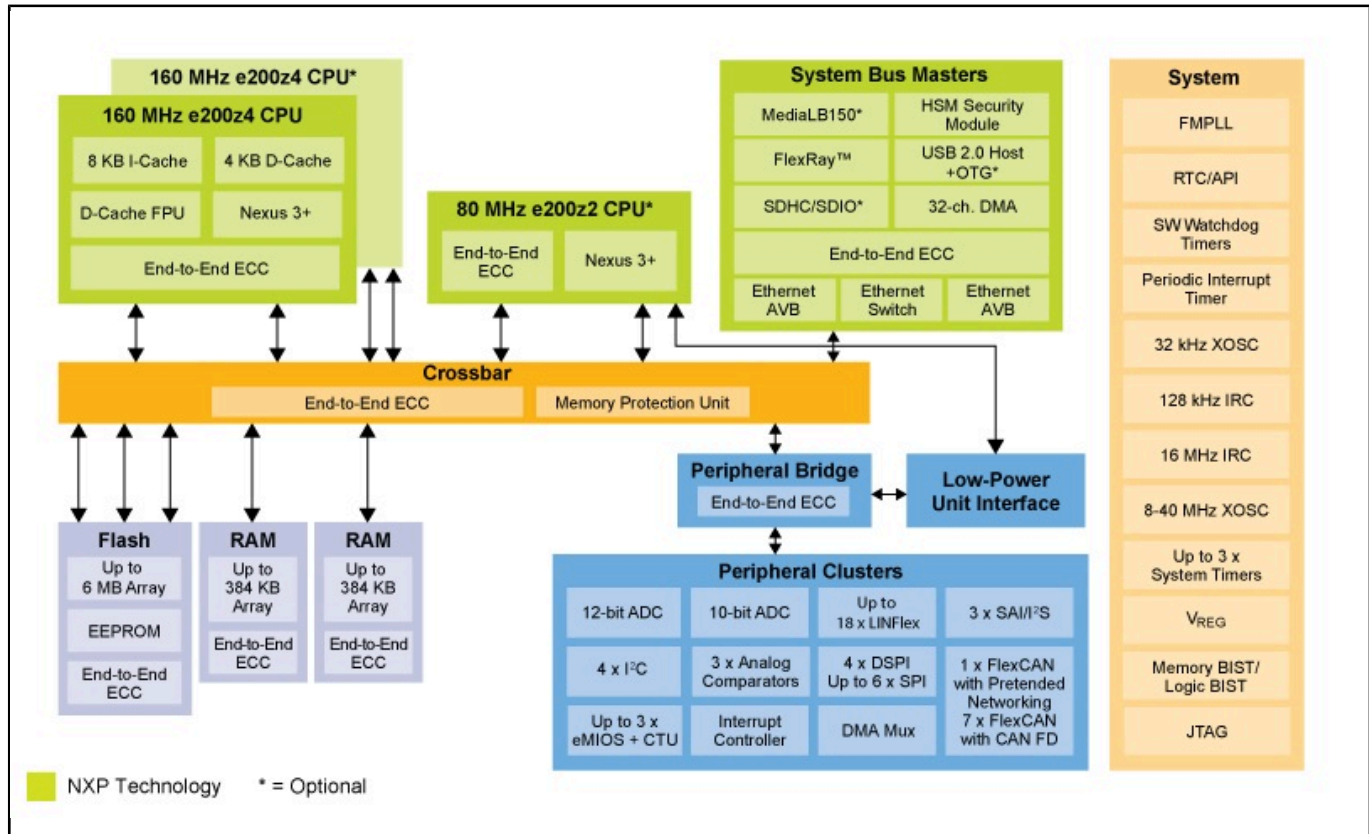 160 MHz e200z4 CPU*
160 MHz e200z4 CPU
8 KB I-Cache
4 KB D-Cache
D-Cache FPU
Nexus 3+
End-to-End ECC
80 MHz e200z2 CPU*
End-to-End
ECC
Nexus 3+
System Bus Masters
MediaLB150*
HSM Security
Module
FlexRay™
USB 2.0 Host
+OTG*
SDHC/SDIO*
32-ch. DMA
End-to-End ECC
Ethernet
AVB
Ethernet
Switch
Ethernet
AVB
Crossbar
End-to-End ECC
Memory Protection Unit
Flash
Up to
6 MB Array
EEPROM
End-to-End
ECC
RAM
Up to
384 KB
Array
End-to-End
ECC
RAM
Up to
384 KB
Array
End-to-End
ECC
Peripheral Bridge
End-to-End ECC
Low-Power
Unit Interface
Peripheral Clusters
12-bit ADC
10-bit ADC
Up to
18 x LINFlex
3 x SAI/I²S
4 x I²C
3 x Analog
Comparators
4 x DSPI
Up to 6 x SPI
1 x FlexCAN
with Pretended
Networking
7 x FlexCAN
with CAN FD
Up to 3 x
eMIOS + CTU
Interrupt
Controller
DMA Mux
System
FMPLL
RTC/API
SW Watchdog
Timers
Periodic Interrupt
Timer
32 kHz XOSC
128 kHz IRC
16 MHz IRC
8-40 MHz XOSC
Up to 3 x
System Timers
VREG
Memory BIST/
Logic BIST
JTAG
NXP Technology
* = Optional